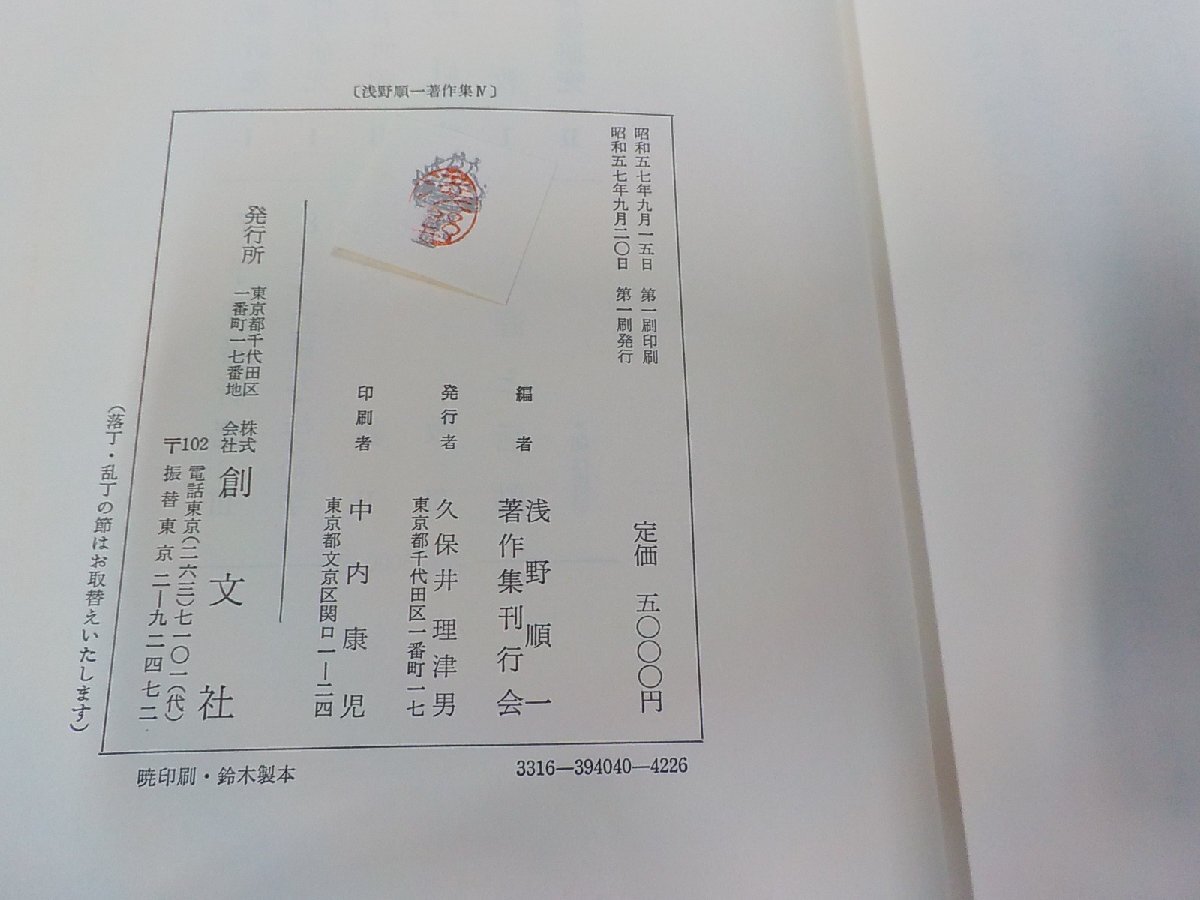 〔浅野順一著作集Ⅳ〕
昭和五七年九月一五日　第一刷印刷
昭和五七年九月二〇日　第一刷発行
定価　五〇〇〇円
編者
浅野順一
著作集刊行会
発行者
久保井理津男
東京都千代田区一番町一七
印刷者
中内康児
東京都文京区関口一―二四
発行所
東京都千代田区
一番町一七番地
株式
会社
創文社
〒102
電話東京(二六三)七一〇一(代)
振替東京二―九二四七二
(落丁・乱丁の節はお取替えいたします)
暁印刷・鈴木製本
3316―394040―4226